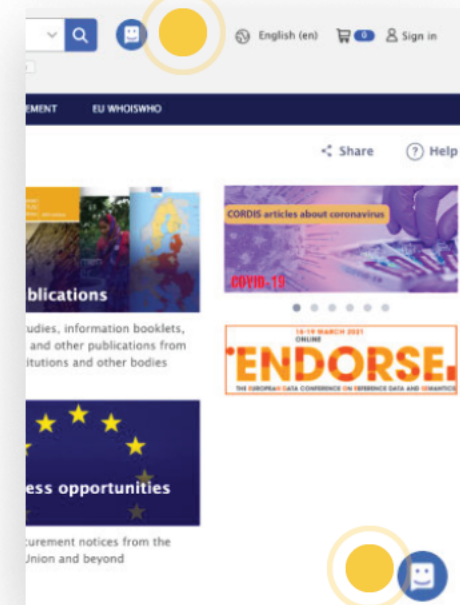 English (en)
0
Sign in
EMENT
EU WHOISWHO
Share
? Help
blications
CORDIS articles about coronavirus
COVID-19
udies, information booklets,
and other publications from
itutions and other bodies
16-19 MARCH 2021
ONLINE
ENDORSE
THE EUROPEAN DATA CONFERENCE ON REFERENCE DATA AND SEMANTICS
ess opportunities
curement notices from the
Union and beyond